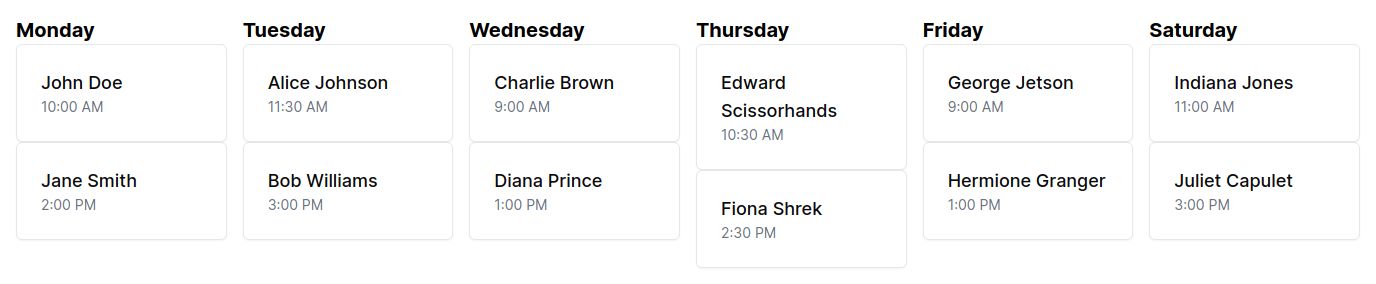 Monday
John Doe
10:00 AM
Jane Smith
2:00 PM
Tuesday
Alice Johnson
11:30 AM
Bob Williams
3:00 PM
Wednesday
Charlie Brown
9:00 AM
Diana Prince
1:00 PM
Thursday
Edward
Scissorhands
10:30 AM
Fiona Shrek
2:30 PM
Friday
George Jetson
9:00 AM
Hermione Granger
1:00 PM
Saturday
Indiana Jones
11:00 AM
Juliet Capulet
3:00 PM